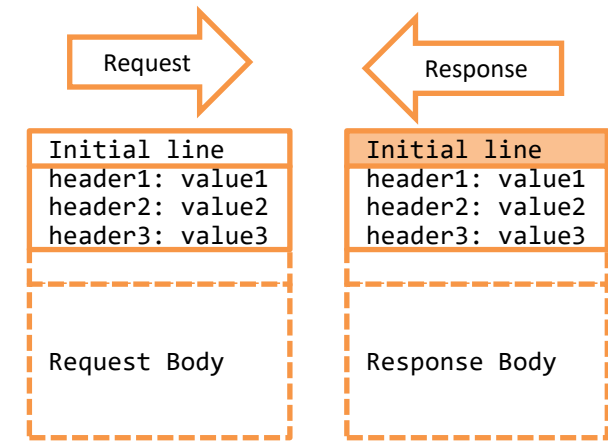 Request
Response
Initial line
header1: value1
header2: value2
header3: value3
Request Body
Initial line
header1: value1
header2: value2
header3: value3
Response Body